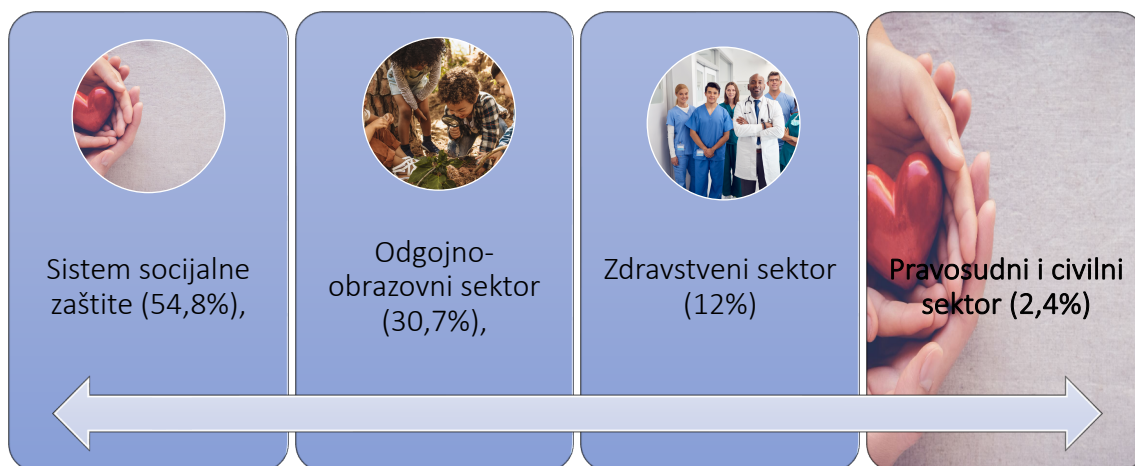 Sistem socijalne
zaštite (54,8%),
Odgojno-
obrazovni sektor
(30,7%),
Zdravstveni sektor
(12%)
Pravosudni i civilni
sektor (2,4%)